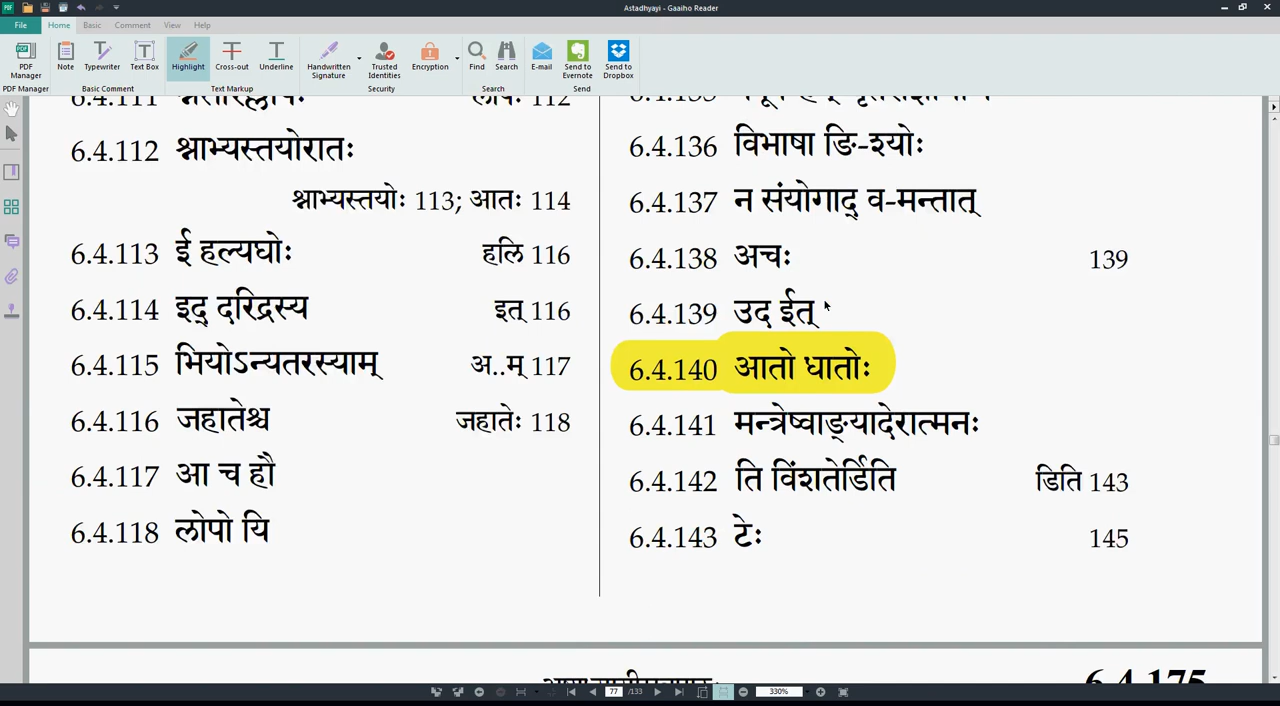 Astadhyayi - Gaaiho Reader
File Home Basic Comment View Help
PDF Manager Note Typewriter Text Box Highlight Cross-out Underline Handwritten Signature Trusted Identities Encryption Find Search E-mail Send to Evernote Send to Dropbox
PDF Manager Basic Comment Text Markup Security Search Send
6.4.111 112
6.4.112 श्नाभ्यस्तयोरातः
श्नाभ्यस्तयोः 113; आतः 114
6.4.113 ई हल्यघोः हलि 116
6.4.114 इद् दरिद्रस्य इत् 116
6.4.115 भियोऽन्यतरस्याम् अ..म् 117
6.4.116 जहातेश्च जहातेः 118
6.4.117 आ च हौ
6.4.118 लोपो यि
6.4.136 विभाषा ङि-श्योः
6.4.137 न संयोगाद् व-मन्तात्
6.4.138 अचः 139
6.4.139 उद ईत्
6.4.140 आतो धातोः
6.4.141 मन्त्रेष्वाङ्यादेरात्मनः
6.4.142 ति विंशतेर्डिति डिति 143
6.4.143 टेः 145
6.4.175
77 /133 330%